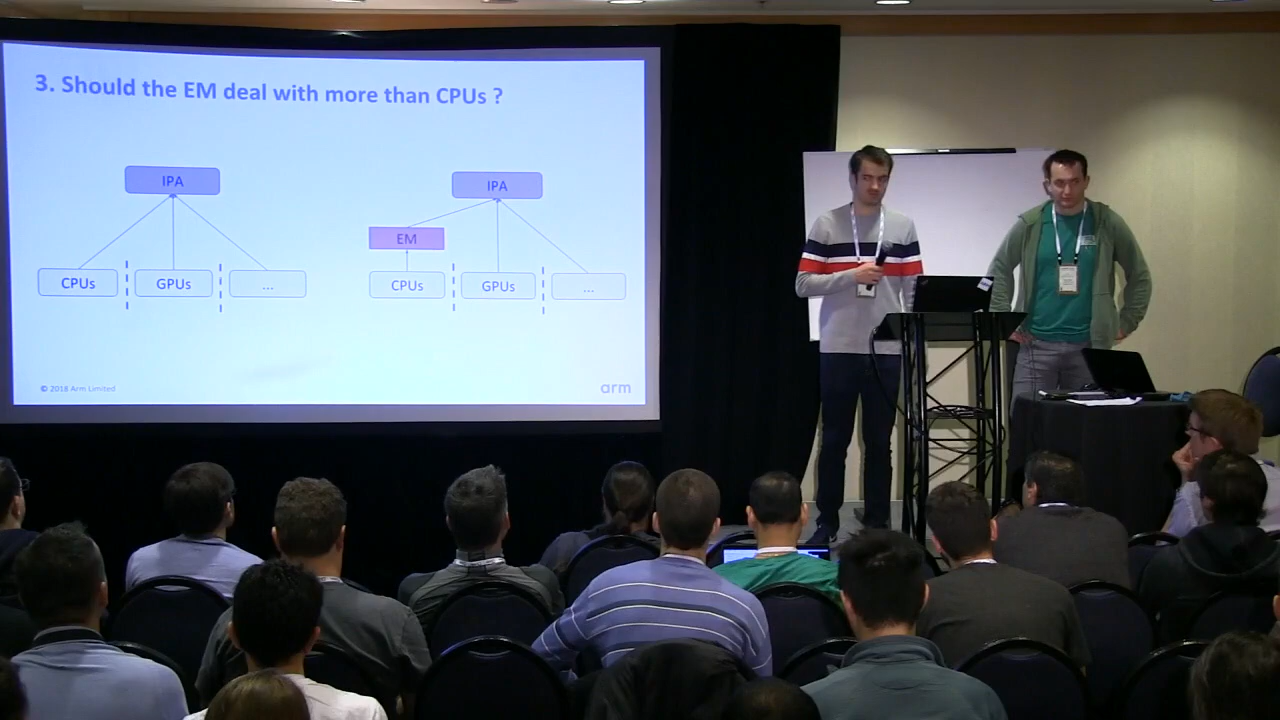 3. Should the EM deal with more than CPUs ?
IPA
CPUs
GPUs
...
IPA
EM
CPUs
GPUs
...
© 2018 Arm Limited
arm